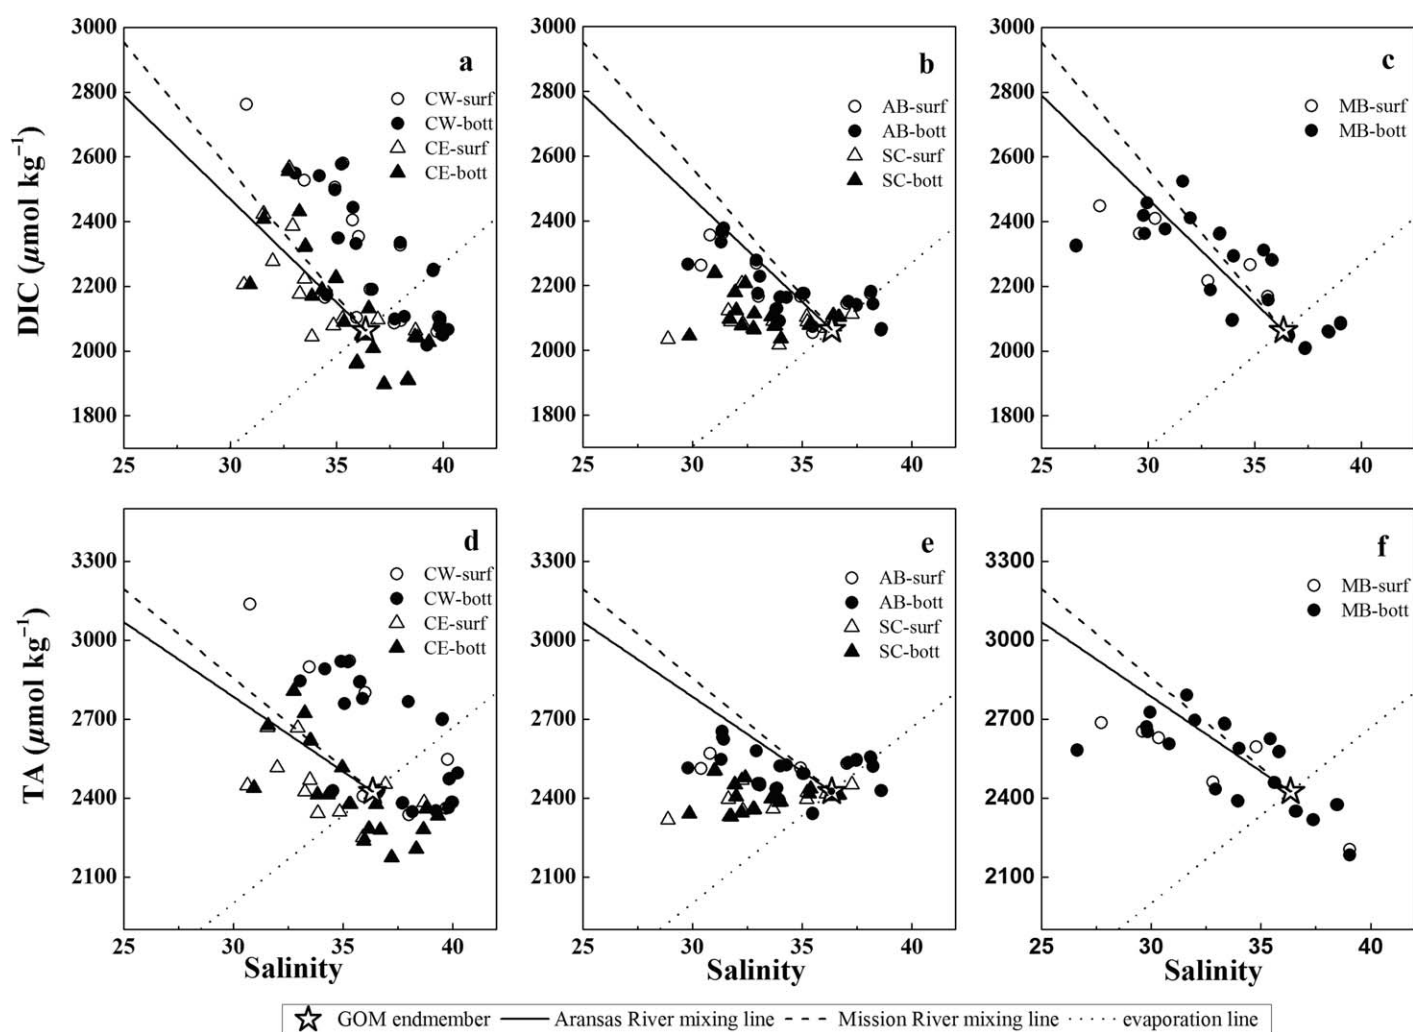 DIC (μmol kg⁻¹)
3000
2800
2600
2400
2200
2000
1800
a
CW-surf
CW-bott
CE-surf
CE-bott
25 30 35 40
3000
2800
2600
2400
2200
2000
1800
b
AB-surf
AB-bott
SC-surf
SC-bott
25 30 35 40
3000
2800
2600
2400
2200
2000
1800
c
MB-surf
MB-bott
25 30 35 40
TA (μmol kg⁻¹)
3300
3000
2700
2400
2100
d
CW-surf
CW-bott
CE-surf
CE-bott
25 30 35 40
Salinity
3300
3000
2700
2400
2100
e
AB-surf
AB-bott
SC-surf
SC-bott
25 30 35 40
Salinity
3300
3000
2700
2400
2100
f
MB-surf
MB-bott
25 30 35 40
Salinity
GOM endmember Aransas River mixing line Mission River mixing line evaporation line